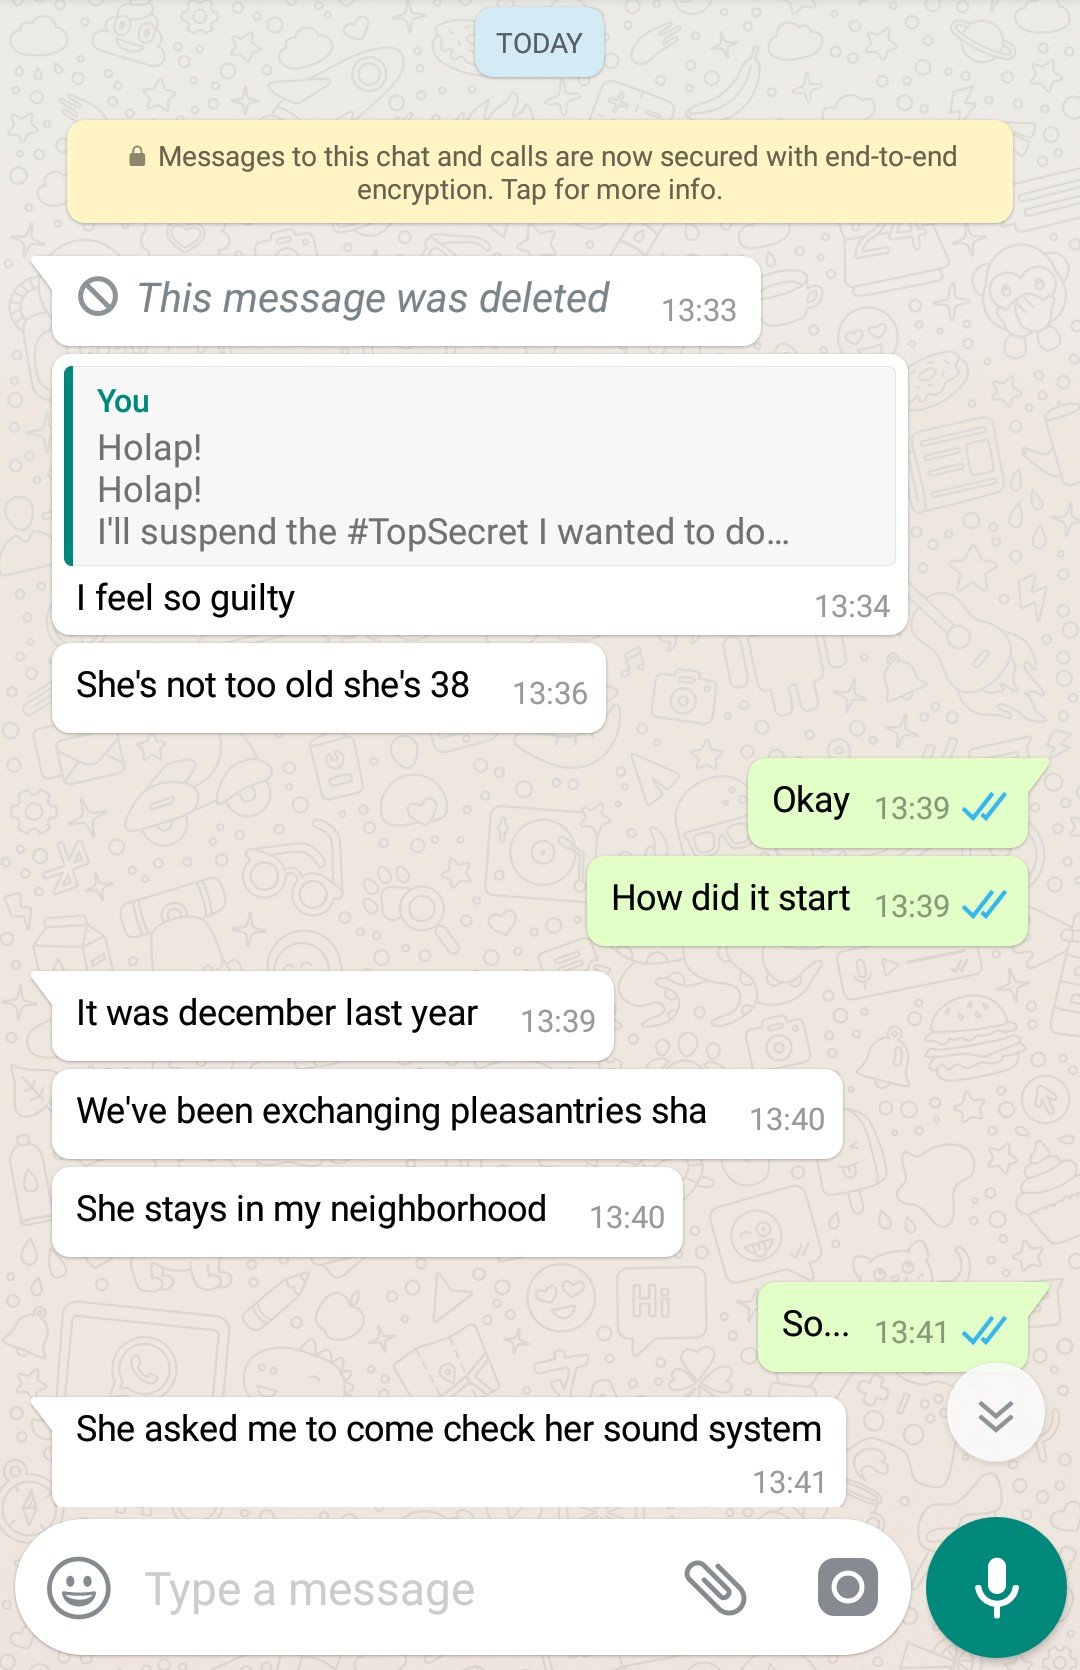 TODAY
Messages to this chat and calls are now secured with end-to-end
encryption. Tap for more info.
This message was deleted 13:33
You
Holap!
Holap!
I'll suspend the #TopSecret I wanted to do...
I feel so guilty 13:34
She's not too old she's 38 13:36
Okay 13:39
How did it start 13:39
It was december last year 13:39
We've been exchanging pleasantries sha 13:40
She stays in my neighborhood 13:40
So... 13:41
She asked me to come check her sound system
13:41
Type a message